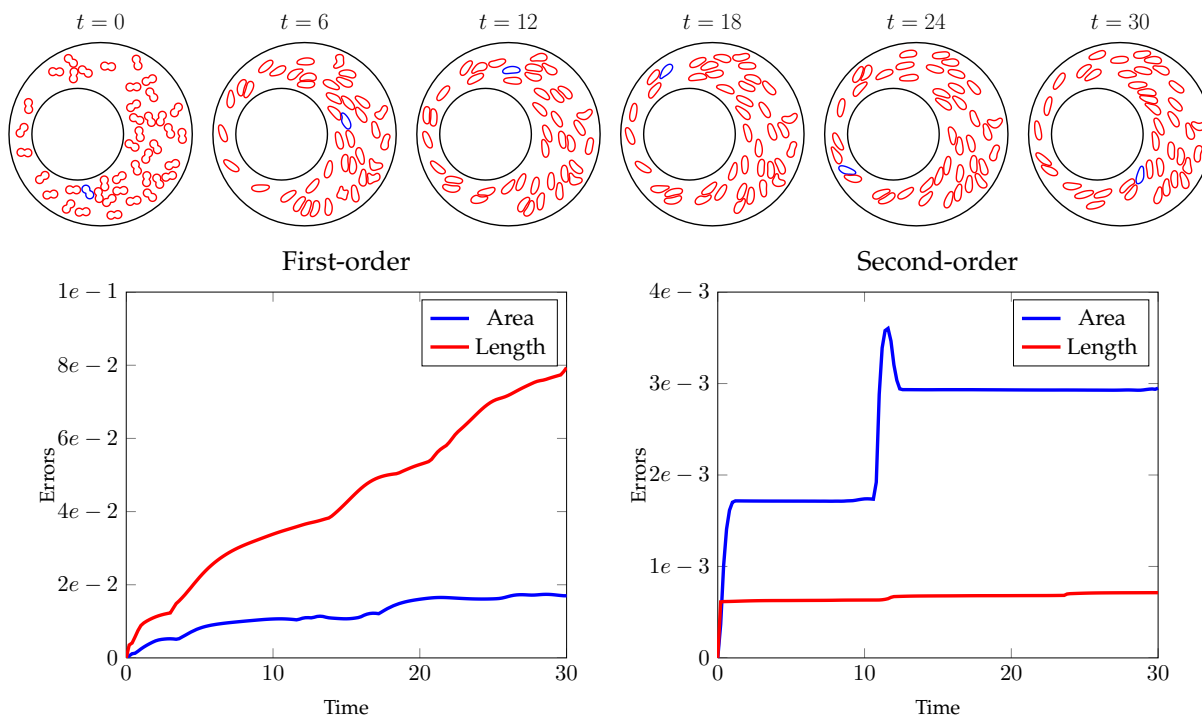 t = 0
t = 6
t = 12
t = 18
t = 24
t = 30
First-order
1e − 1
8e − 2
6e − 2
4e − 2
2e − 2
0
Errors
Area
Length
0
10
20
30
Time
Second-order
4e − 3
3e − 3
2e − 3
1e − 3
0
Errors
Area
Length
0
10
20
30
Time